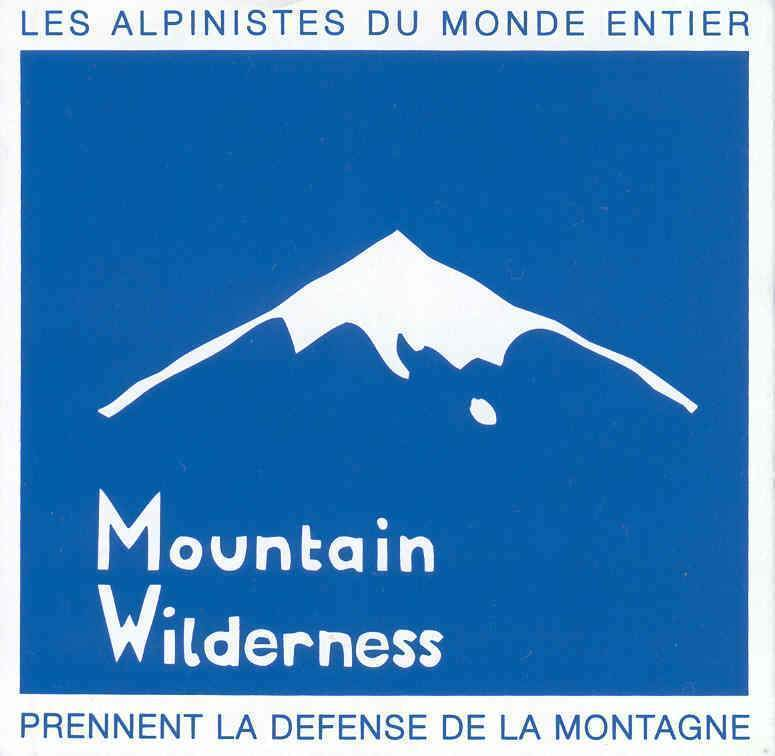 LES ALPINISTES DU MONDE ENTIER
Mountain
Wilderness
PRENNENT LA DEFENSE DE LA MONTAGNE